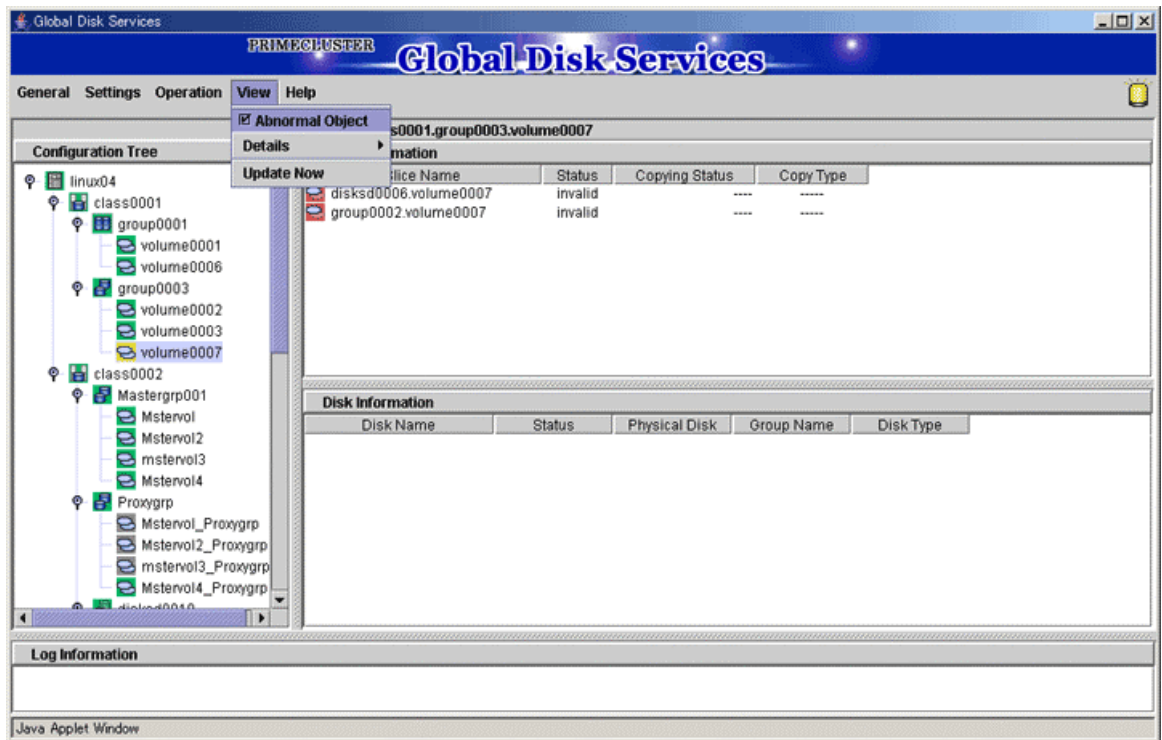 Global Disk Services
PRIMECLUSTER Global Disk Services
General Settings Operation View Help
Abnormal Object
Details
Update Now
s0001.group0003.volume0007
Configuration Tree
linux04
class0001
group0001
volume0001
volume0006
group0003
volume0002
volume0003
volume0007
class0002
Mastergrp001
Mstervol
Mstervol2
mstervol3
Mstervol4
Proxygrp
Mstervol_Proxygrp
Mstervol2_Proxygrp
mstervol3_Proxygrp
Mstervol4_Proxygrp
mation
lice Name Status Copying Status Copy Type
disksd0006.volume0007 invalid ---- -----
group0002.volume0007 invalid ---- -----
Disk Information
Disk Name Status Physical Disk Group Name Disk Type
Log Information
Java Applet Window